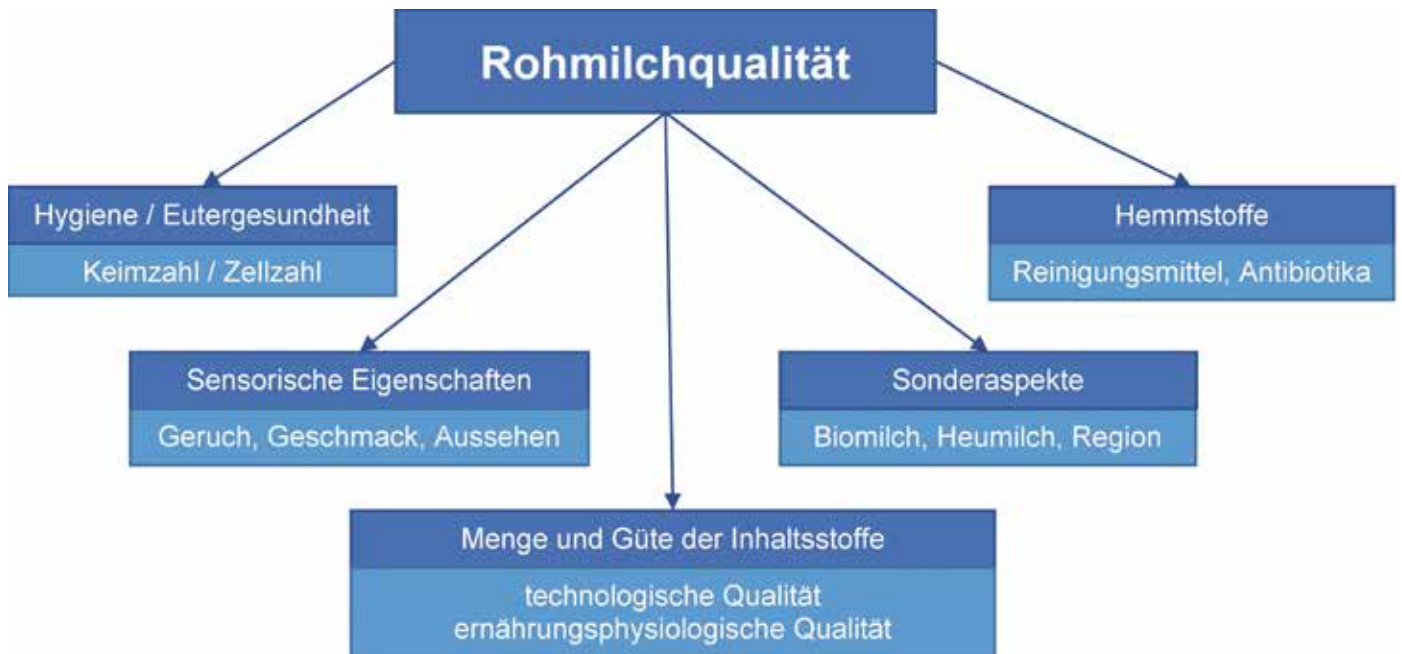 Rohmilchqualität
Hygiene / Eutergesundheit
Keimzahl / Zellzahl
Hemmstoffe
Reinigungsmittel, Antibiotika
Sensorische Eigenschaften
Geruch, Geschmack, Aussehen
Sonderaspekte
Biomilch, Heumilch, Region
Menge und Güte der Inhaltsstoffe
technologische Qualität
ernährungsphysiologische Qualität